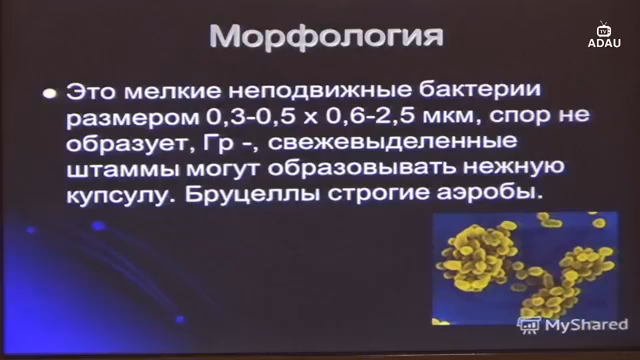 Морфология
TV
ADAU
• Это мелкие неподвижные бактерии
размером 0,3-0,5 х 0,6-2,5 мкм, спор не
образует, Гр -, свежевыделенные
штаммы могут образовывать нежную
купсулу. Бруцеллы строгие аэробы.
MyShared